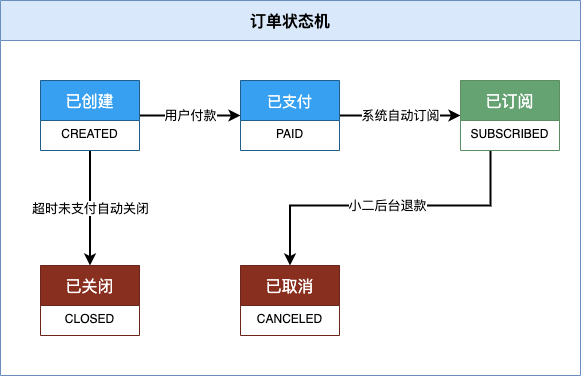 订单状态机
已创建
CREATED
用户付款
已支付
PAID
系统自动订阅
已订阅
SUBSCRIBED
超时未支付自动关闭
小二后台退款
已关闭
CLOSED
已取消
CANCELED